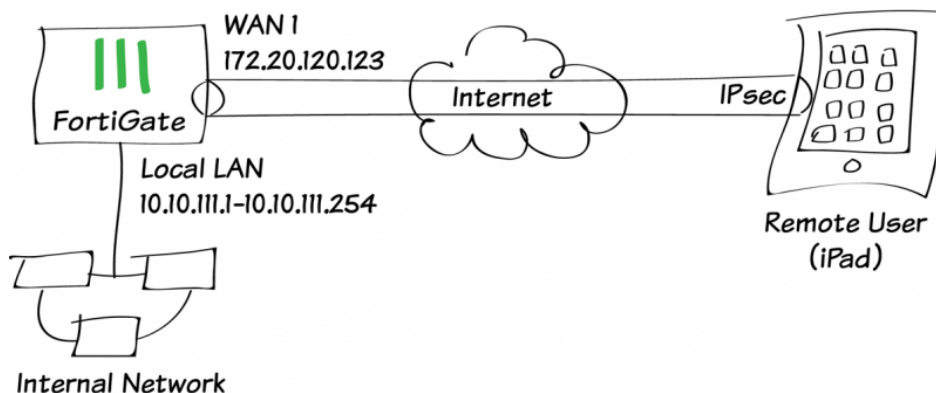 WAN 1
172.20.120.123
FortiGate
Internet
IPsec
Local LAN
10.10.111.1-10.10.111.254
Remote User
(iPad)
Internal Network